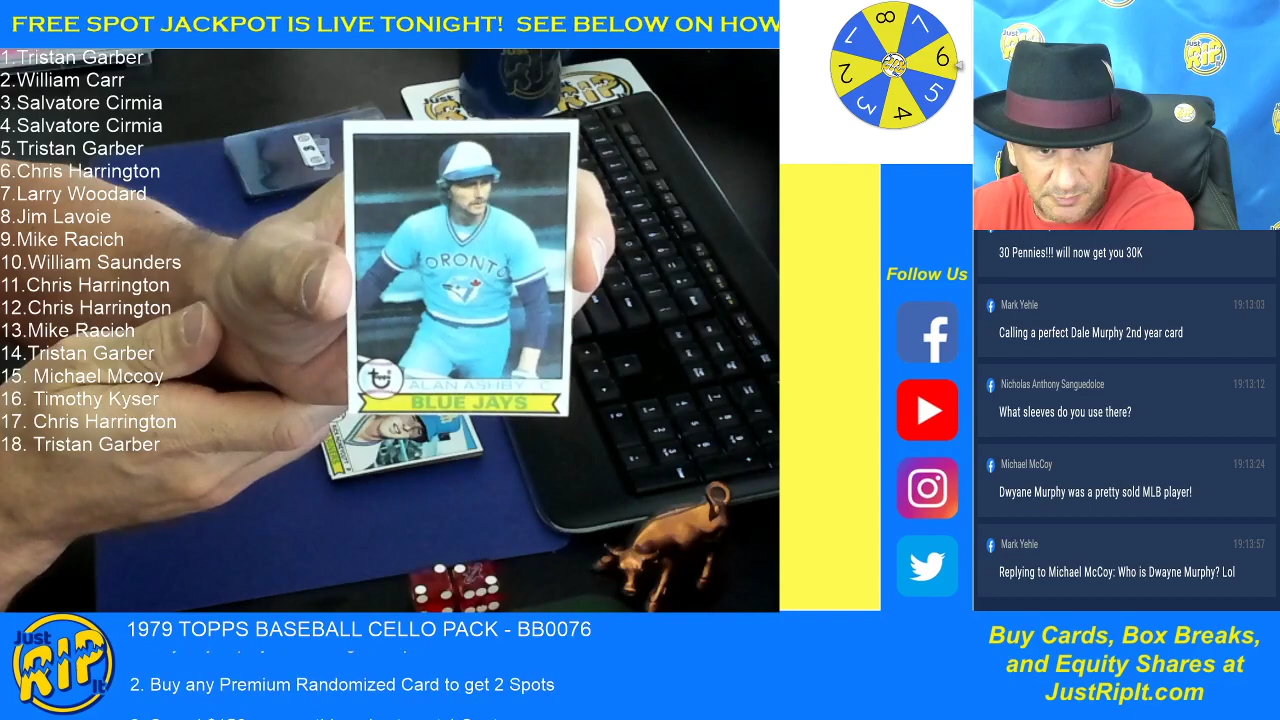 FREE SPOT JACKPOT IS LIVE TONIGHT!  SEE BELOW ON HOW
1.Tristan Garber
2.William Carr
3.Salvatore Cirmia
4.Salvatore Cirmia
5.Tristan Garber
6.Chris Harrington
7.Larry Woodard
8.Jim Lavoie
9.Mike Racich
10.William Saunders
11.Chris Harrington
12.Chris Harrington
13.Mike Racich
14.Tristan Garber
15. Michael Mccoy
16. Timothy Kyser
17. Chris Harrington
18. Tristan Garber
TORONTO
ALAN ASHBY C
BLUE JAYS
8
7
6
5
4
3
2
1
Follow Us
30 Pennies!!! will now get you 30K
Mark Yehle 19:13:03
Calling a perfect Dale Murphy 2nd year card
Nicholas Anthony Sanguedolce 19:13:12
What sleeves do you use there?
Michael McCoy 19:13:24
Dwyane Murphy was a pretty sold MLB player!
Mark Yehle 19:13:57
Replying to Michael McCoy: Who is Dwayne Murphy? Lol
Just RIP It
1979 TOPPS BASEBALL CELLO PACK - BB0076
2. Buy any Premium Randomized Card to get 2 Spots
Buy Cards, Box Breaks,
and Equity Shares at
JustRipIt.com